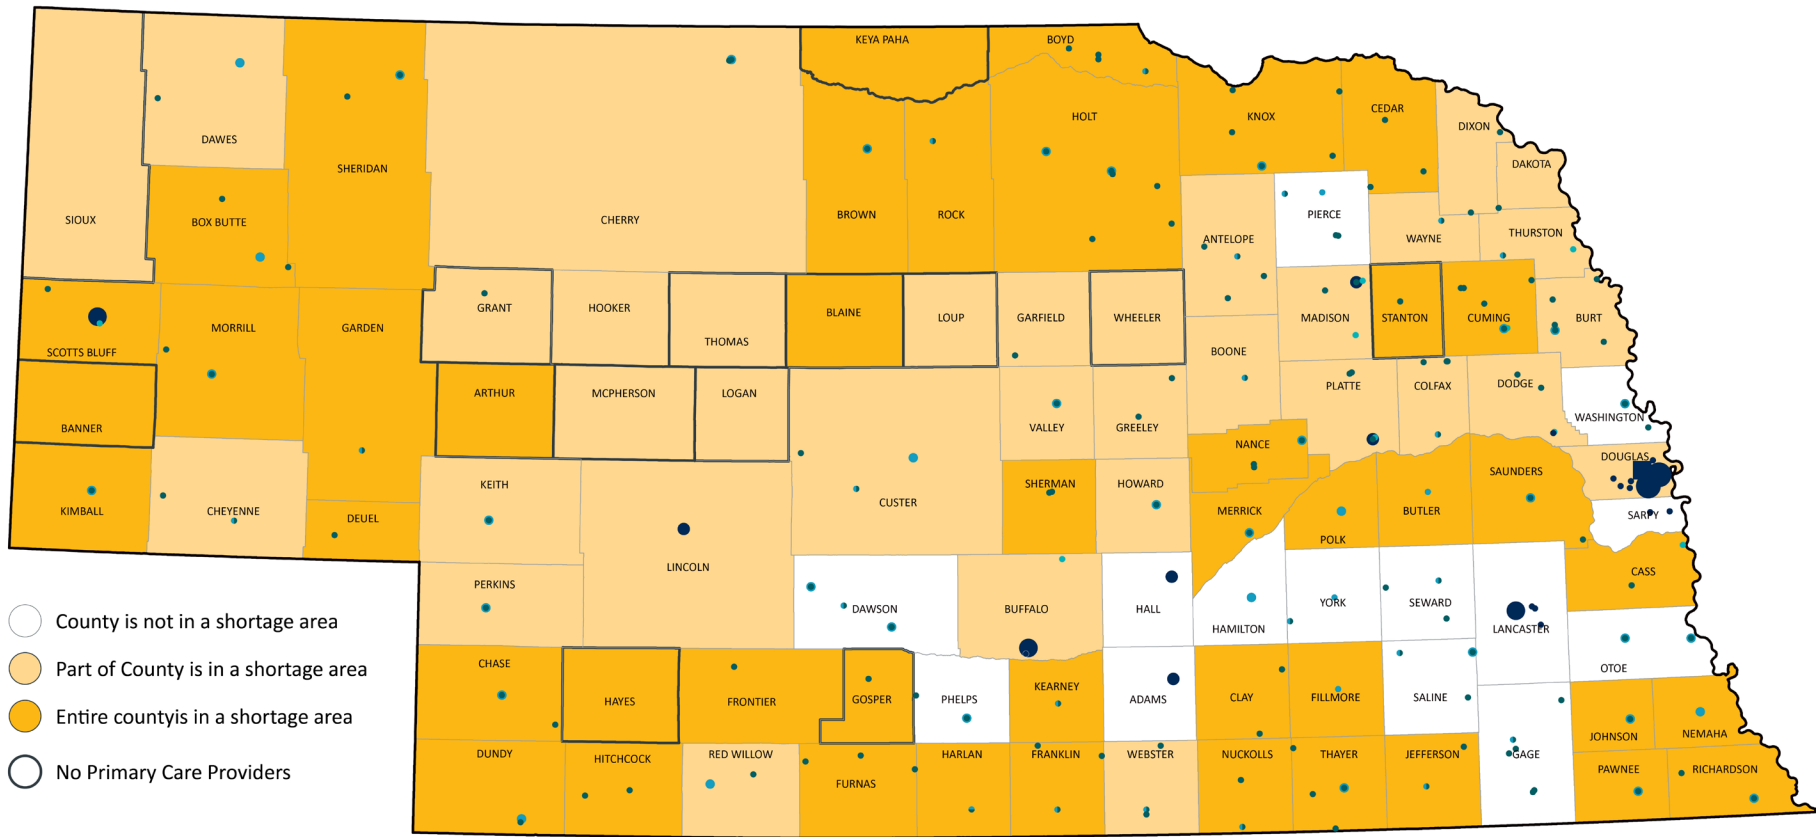 KEYA PAHA
BOYD
CEDAR
HOLT
KNOX
DIXON
DAWES
SHERIDAN
DAKOTA
SIOUX
BOX BUTTE
CHERRY
BROWN
ROCK
PIERCE
ANTELOPE
WAYNE
THURSTON
GRANT
HOOKER
THOMAS
BLAINE
LOUP
GARFIELD
WHEELER
MADISON
STANTON
CUMING
BURT
SCOTTS BLUFF
MORRILL
GARDEN
BOONE
ARTHUR
MCPHERSON
LOGAN
PLATTE
COLFAX
DODGE
BANNER
VALLEY
GREELEY
WASHINGTON
NANCE
DOUGLAS
KEITH
SHERMAN
HOWARD
SAUNDERS
KIMBALL
CHEYENNE
DEUEL
CUSTER
MERRICK
BUTLER
SARPY
POLK
LINCOLN
PERKINS
CASS
County is not in a shortage area
DAWSON
BUFFALO
HALL
HAMILTON
YORK
SEWARD
LANCASTER
Part of County is in a shortage area
CHASE
OTOE
Entire countyis in a shortage area
HAYES
FRONTIER
GOSPER
PHELPS
KEARNEY
ADAMS
CLAY
FILLMORE
SALINE
JOHNSON
NEMAHA
No Primary Care Providers
DUNDY
HITCHCOCK
RED WILLOW
FURNAS
HARLAN
FRANKLIN
WEBSTER
NUCKOLLS
THAYER
JEFFERSON
GAGE
PAWNEE
RICHARDSON